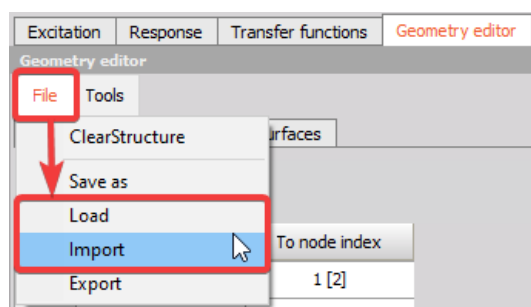 Excitation Response Transfer functions Geometry editor
Geometry editor
File Tools
ClearStructure
urfaces
Save as
Load
Import
To node index
Export
1 [2]